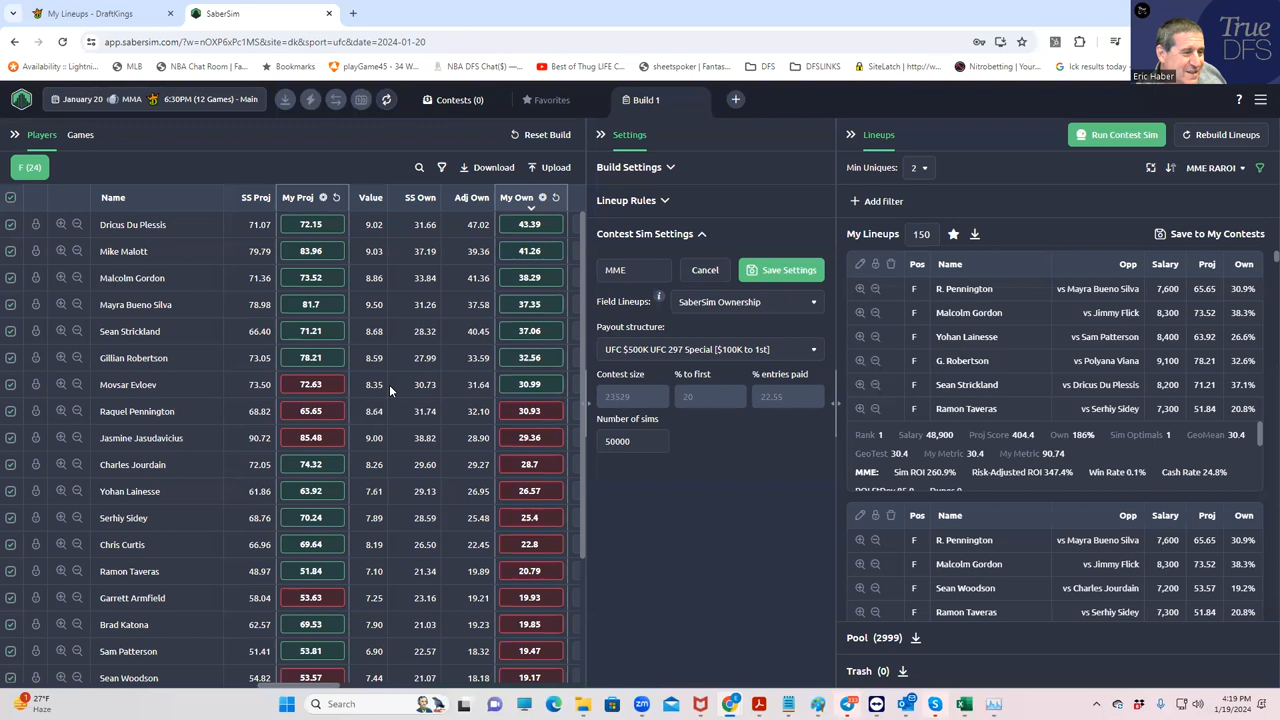 My Lineups - DraftKings
SaberSim
True
DFS
app.sabersim.com/?w=nOXP6xPc1MS&site=dk&sport=ufc&date=2024-01-20
Availability :: Lightni...
MLB
NBA Chat Room | Fa...
playGame45 - 34 W...
NBA DFS Chat($) —...
Best of Thug LIFE C...
sheetspoker | Fanta...
DFS
DFSLINKS
SiteLatch | http://w...
Nitrobetting | Your...
Ick results today -...
Eric Haber
January 20
MMA
6:30PM (12 Games) - Main
Contests (0)
Favorites
Build 1
Players
Games
Reset Build
Settings
Lineups
Run Contest Sim
Rebuild Lineups
F (24)
Download
Upload
Build Settings
Min Uniques:
2
MME RAROI
Name SS Proj My Proj Value SS Own Adj Own My Own
Lineup Rules
Add filter
Dricus Du Plessis 71.07 72.15 9.02 31.66 47.02 43.39
Mike Malott 79.79 83.96 9.03 37.19 39.36 41.26
Malcolm Gordon 71.36 73.52 8.86 33.84 41.36 38.29
Mayra Bueno Silva 78.98 81.7 9.50 31.26 37.58 37.35
Sean Strickland 66.40 71.21 8.68 28.32 40.45 37.06
Gillian Robertson 73.05 78.21 8.59 27.99 33.59 32.56
Movsar Evloev 73.50 72.63 8.35 30.73 31.64 30.99
Raquel Pennington 68.82 65.65 8.64 31.74 32.10 30.93
Jasmine Jasudavicius 90.72 85.48 9.00 38.82 28.90 29.36
Charles Jourdain 72.05 74.32 8.26 29.60 29.27 28.7
Yohan Lainesse 61.86 63.92 7.61 29.13 26.95 26.57
Serhiy Sidey 68.76 70.24 7.89 28.59 25.48 25.4
Chris Curtis 66.96 69.64 8.19 26.50 22.45 22.8
Ramon Taveras 48.97 51.84 7.10 21.34 19.89 20.79
Garrett Armfield 58.04 53.63 7.25 23.16 19.21 19.93
Brad Katona 62.57 69.53 7.90 21.03 19.23 19.85
Sam Patterson 51.41 53.81 6.90 22.57 18.32 19.47
Sean Woodson 54.82 53.57 7.44 21.07 18.51 19.17
Contest Sim Settings
MME
Cancel
Save Settings
Field Lineups:
SaberSim Ownership
Payout structure:
UFC $500K UFC 297 Special [$100K to 1st]
Contest size
% to first
% entries paid
23529
20
22.55
Number of sims
50000
My Lineups
150
Save to My Contests
Pos Name Opp Salary Proj Own
F R. Pennington vs Mayra Bueno Silva 7,600 65.65 30.9%
F Malcolm Gordon vs Jimmy Flick 8,300 73.52 38.3%
F Yohan Lainesse vs Sam Patterson 8,400 63.92 26.6%
F G. Robertson vs Polyana Viana 9,100 78.21 32.6%
F Sean Strickland vs Dricus Du Plessis 8,200 71.21 37.1%
F Ramon Taveras vs Serhiy Sidey 7,300 51.84 20.8%
Rank 1 Salary 48,900 Proj Score 404.4 Own 186% Sim Optimals 1 GeoMean 30.4
GeoTest 30.4 My Metric 30.4 My Metric 90.74
MME: Sim ROI 260.9% Risk-Adjusted ROI 347.4% Win Rate 0.1% Cash Rate 24.8%
Pos Name Opp Salary Proj Own
F R. Pennington vs Mayra Bueno Silva 7,600 65.65 30.9%
F Malcolm Gordon vs Jimmy Flick 8,300 73.52 38.3%
F Sean Woodson vs Charles Jourdain 7,200 53.57 19.2%
F Ramon Taveras vs Serhiy Sidey 7,300 51.84 20.8%
Pool (2999)
Trash (0)
27°F
Haze
Search
4:19 PM
1/19/2024